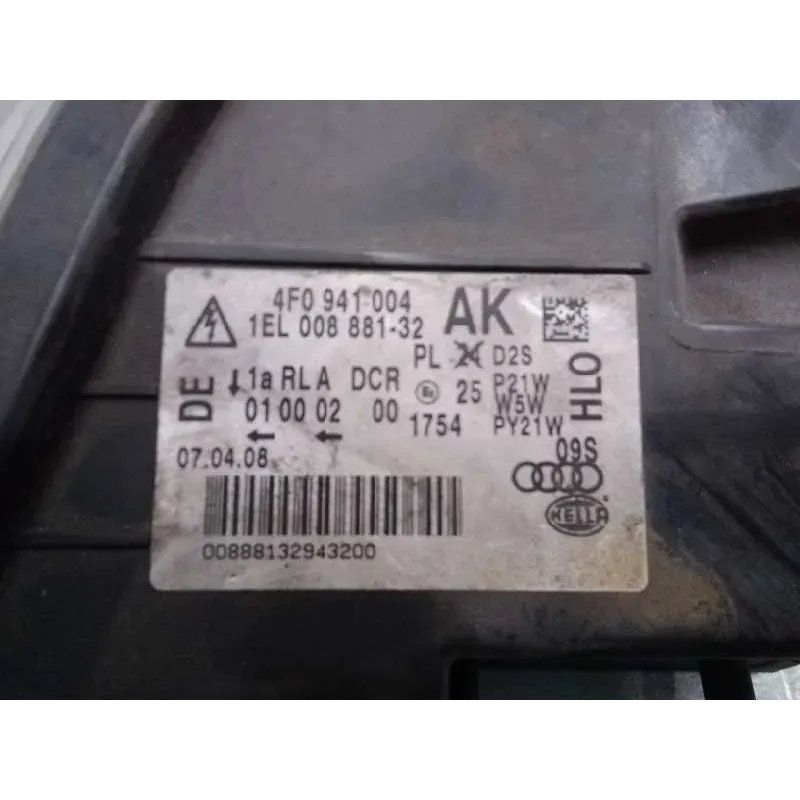 4F0 941 004 AK
1EL 008 881-32
PL 24 D2S
DE 1a RL A DCR 25 P21W HLO
W5W
01 00 02 00 1754 PY21W
07.04.08 09S
HELLA
00888132943200